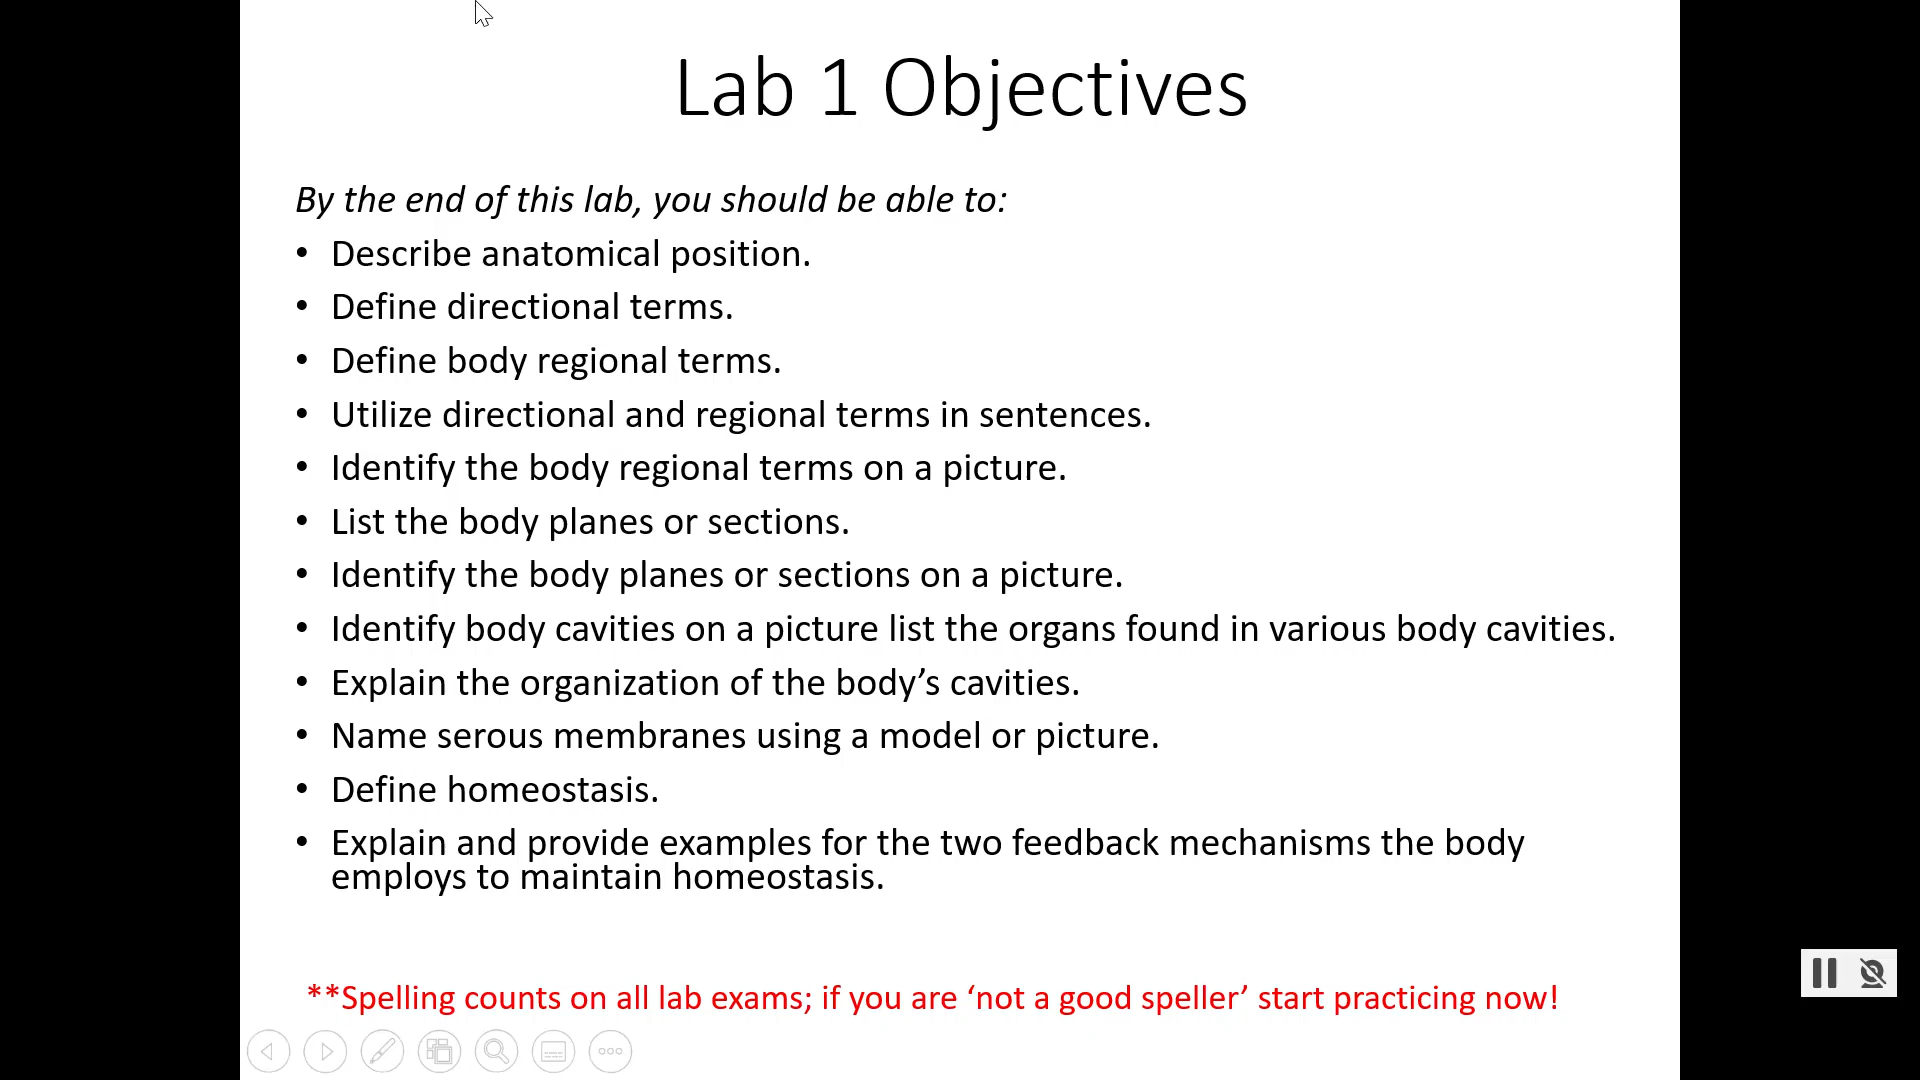 Lab 1 Objectives
By the end of this lab, you should be able to:
• Describe anatomical position.
• Define directional terms.
• Define body regional terms.
• Utilize directional and regional terms in sentences.
• Identify the body regional terms on a picture.
• List the body planes or sections.
• Identify the body planes or sections on a picture.
• Identify body cavities on a picture list the organs found in various body cavities.
• Explain the organization of the body’s cavities.
• Name serous membranes using a model or picture.
• Define homeostasis.
• Explain and provide examples for the two feedback mechanisms the body
employs to maintain homeostasis.
**Spelling counts on all lab exams; if you are ‘not a good speller’ start practicing now!